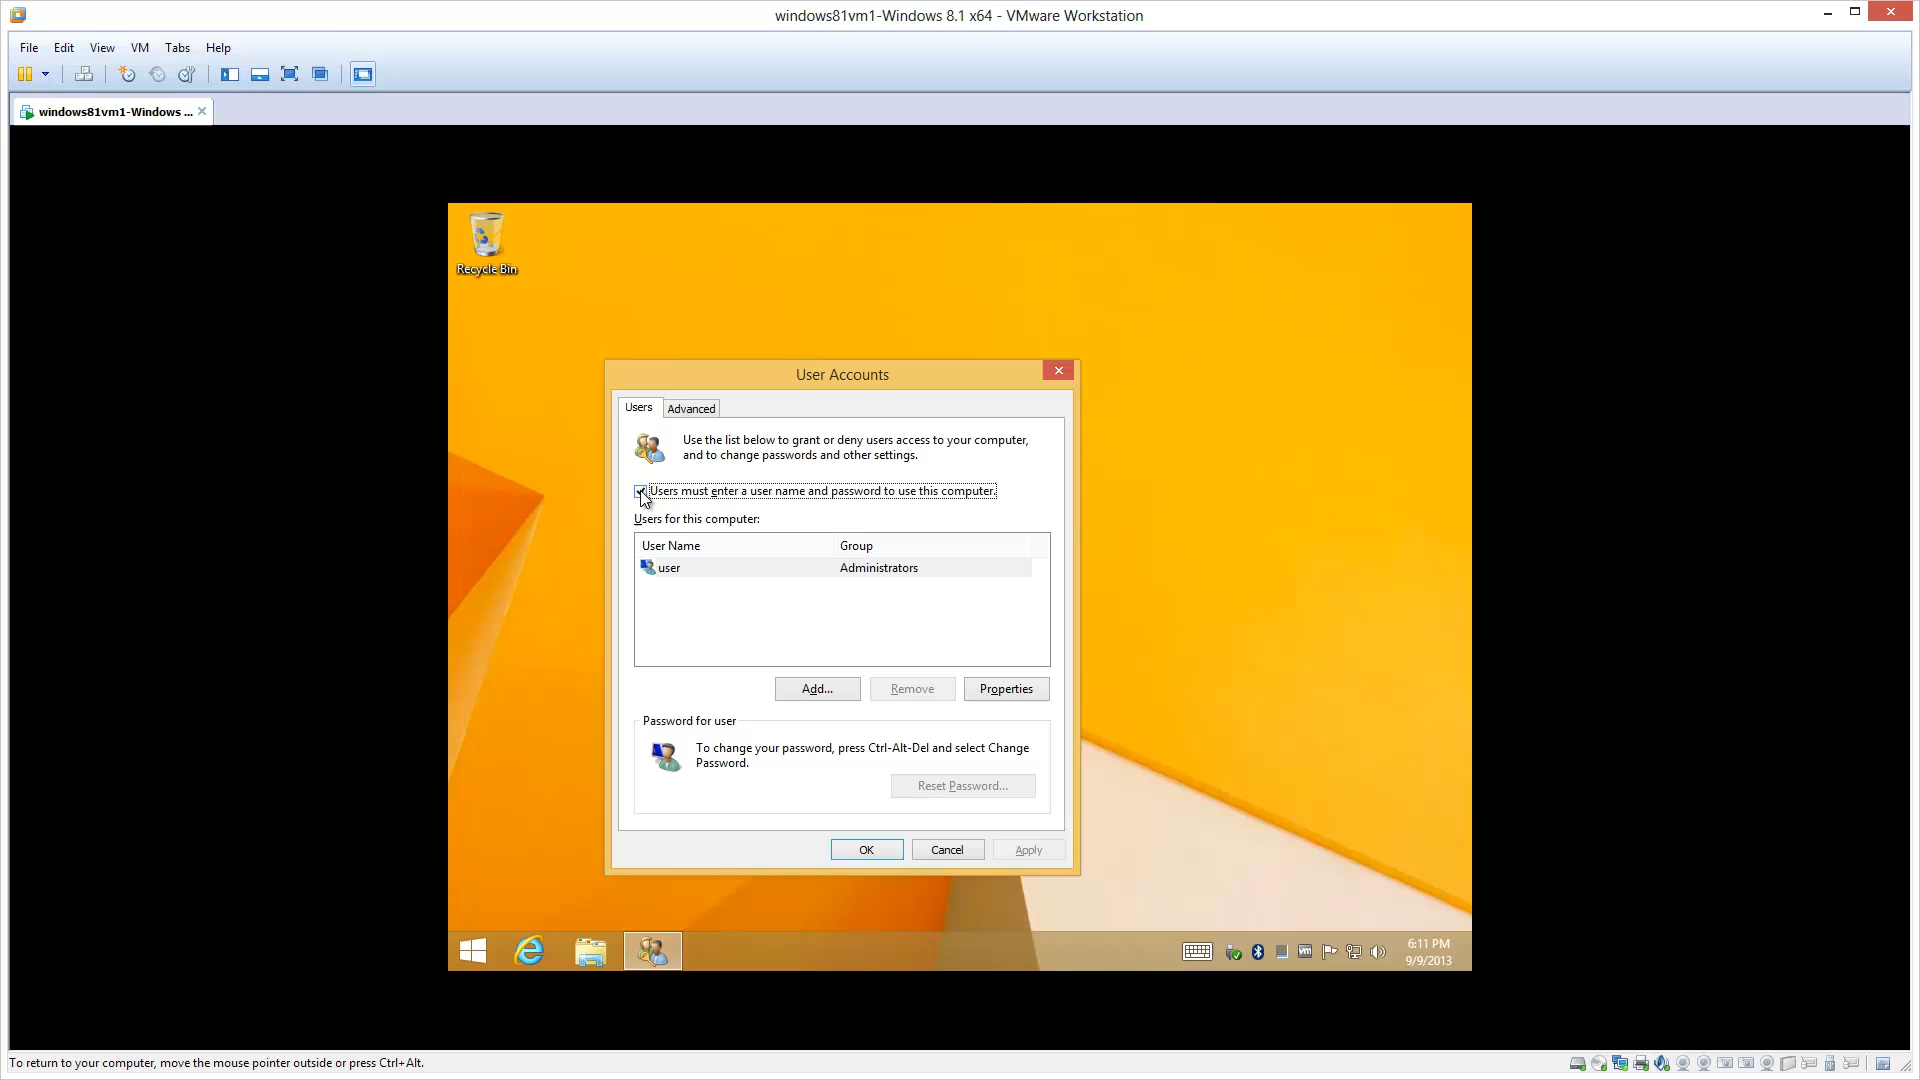 windows81vm1-Windows 8.1 x64 - VMware Workstation
File Edit View VM Tabs Help
windows81vm1-Windows ...
Recycle Bin
User Accounts
Users Advanced
Use the list below to grant or deny users access to your computer,
and to change passwords and other settings.
Users must enter a user name and password to use this computer.
Users for this computer:
User Name Group
user Administrators
Add... Remove Properties
Password for user
To change your password, press Ctrl-Alt-Del and select Change
Password.
Reset Password...
OK Cancel Apply
vm
6:11 PM
9/9/2013
To return to your computer, move the mouse pointer outside or press Ctrl+Alt.